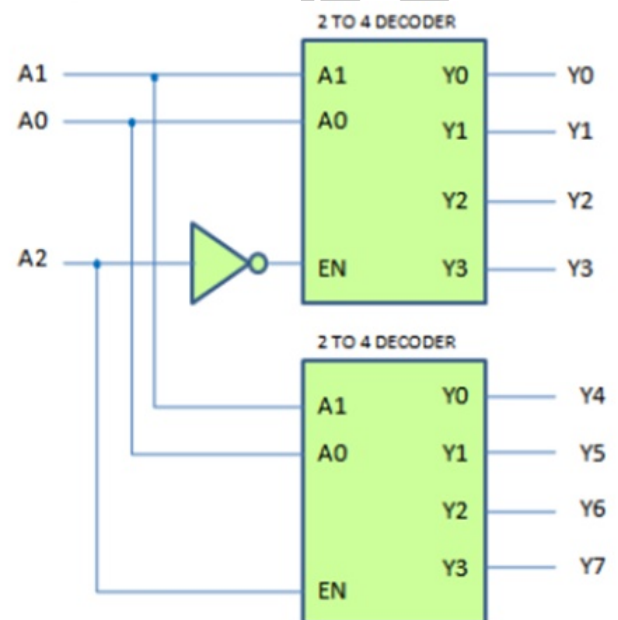 2 TO 4 DECODER
A1 A1 Y0 Y0
A0 A0 Y1 Y1
Y2 Y2
A2 EN Y3 Y3
2 TO 4 DECODER
A1 Y0 Y4
A0 Y1 Y5
Y2 Y6
Y3 Y7
EN